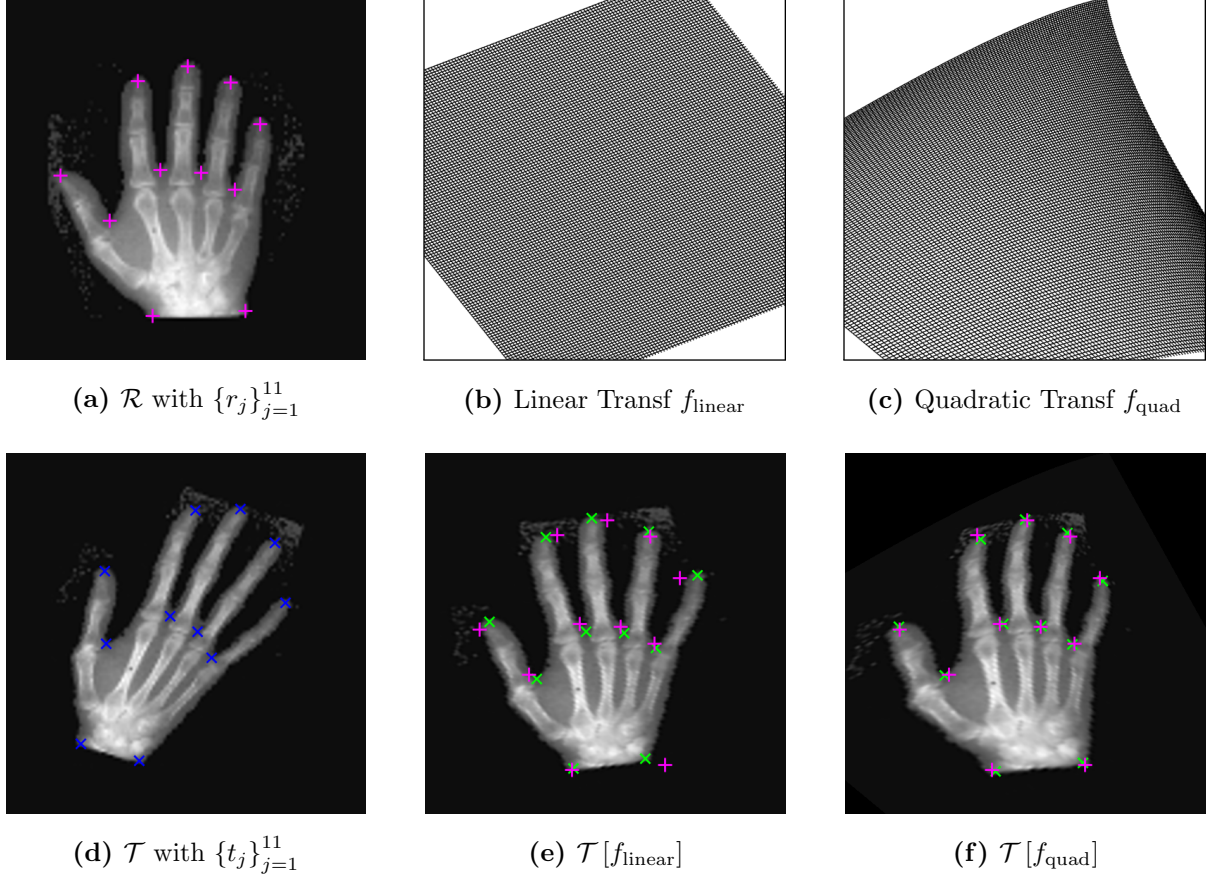 (a) R with {r_j}_{j=1}^{11}
(b) Linear Transf f_linear
(c) Quadratic Transf f_quad
(d) T with {t_j}_{j=1}^{11}
(e) T [f_linear]
(f) T [f_quad]